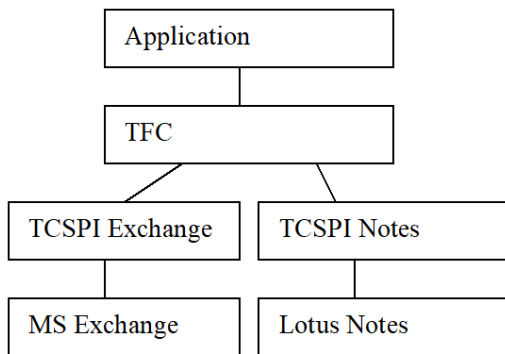 Application
TFC
TCSPI Exchange
TCSPI Notes
MS Exchange
Lotus Notes